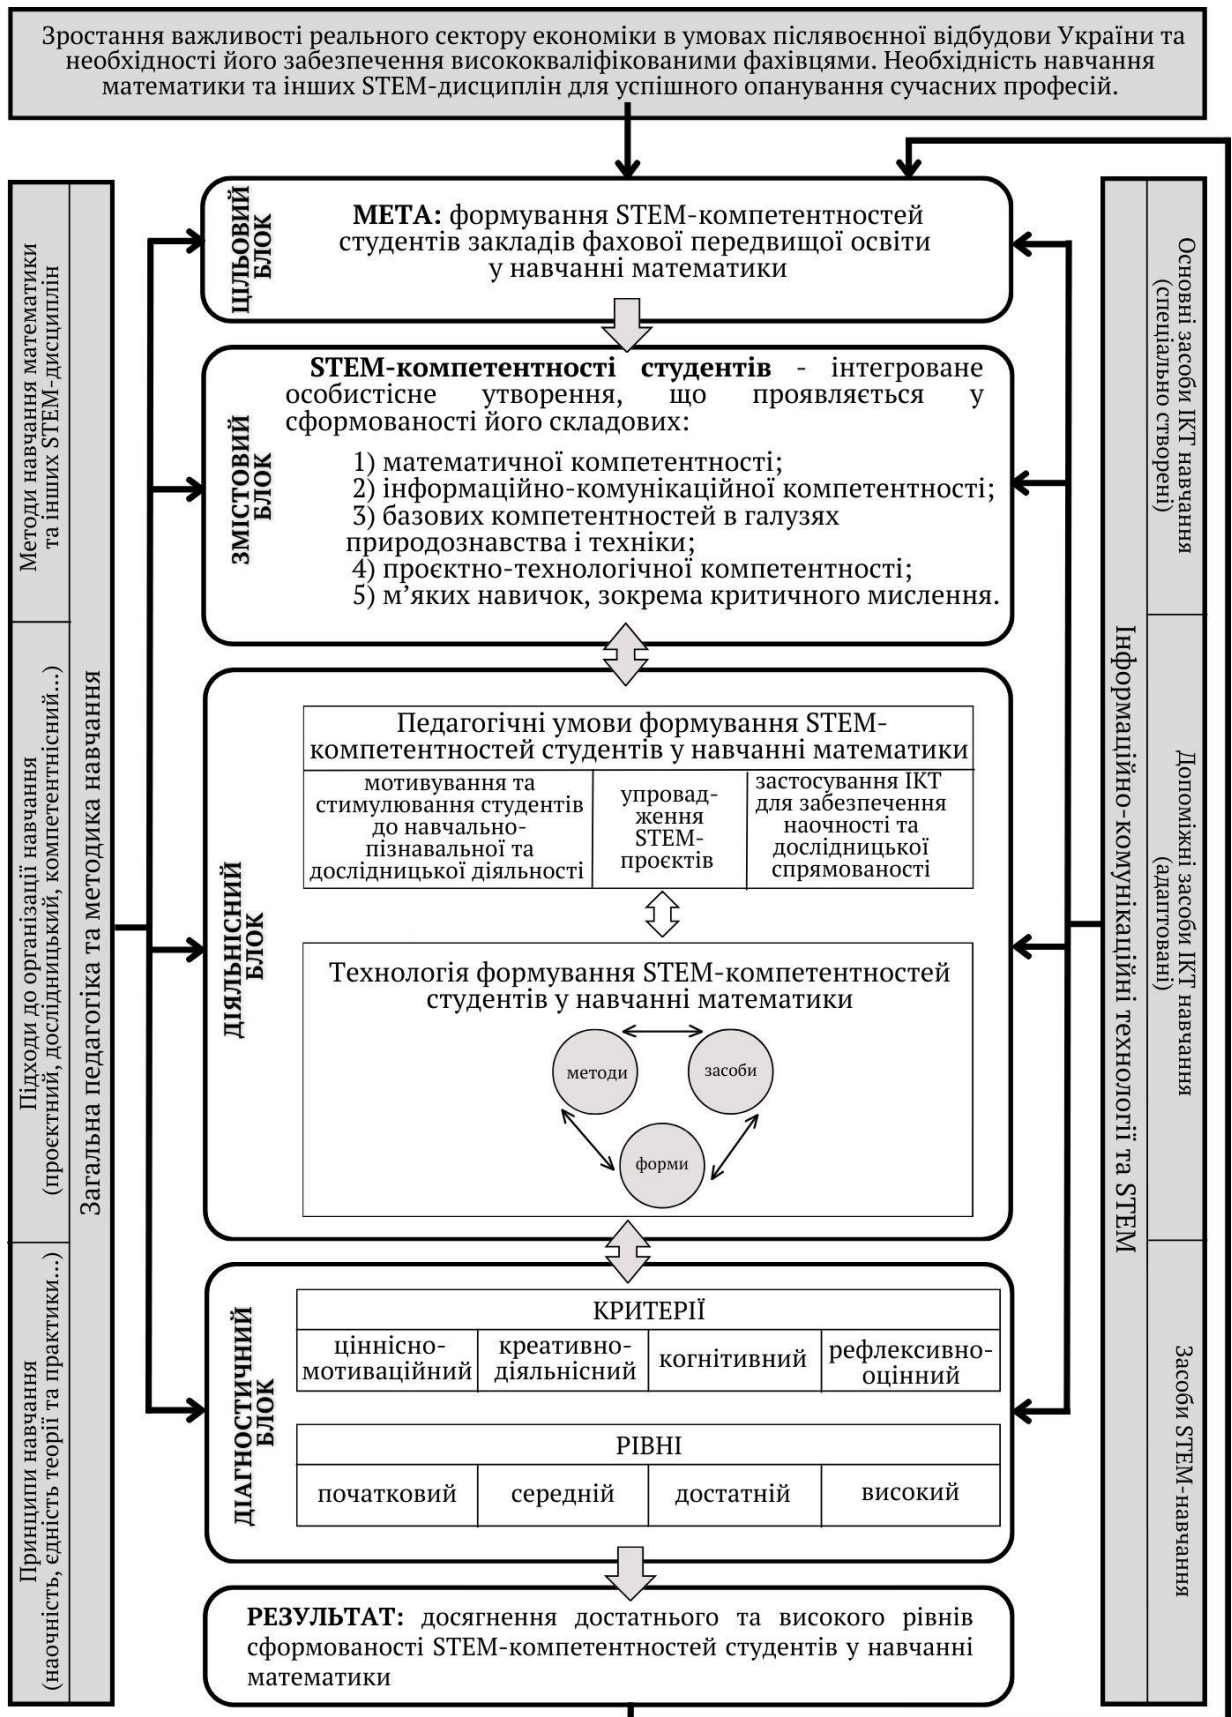 Зростання важливості реального сектору економіки в умовах післявоєнної відбудови України та
необхідності його забезпечення висококваліфікованими фахівцями. Необхідність навчання
математики та інших STEM-дисциплін для успішного опанування сучасних професій.
Методи навчання математики
та інших STEM-дисциплін
Підходи до організації навчання
(проєктний, дослідницький, компетентнісний...)
Принципи навчання
(наочність, єдність теорії та практики...)
Загальна педагогіка та методика навчання
ЦІЛЬОВИЙ
БЛОК
МЕТА: формування STEM-компетентностей
студентів закладів фахової передвищої освіти
у навчанні математики
ЗМІСТОВИЙ
БЛОК
STEM-компетентності студентів - інтегроване
особистісне утворення, що проявляється у
сформованості його складових:
1) математичної компетентності;
2) інформаційно-комунікаційної компетентності;
3) базових компетентностей в галузях
природознавства і техніки;
4) проєктно-технологічної компетентності;
5) м’яких навичок, зокрема критичного мислення.
ДІЯЛЬНІСНИЙ
БЛОК
Педагогічні умови формування STEM-
компетентностей студентів у навчанні математики
мотивування та
стимулювання студентів
до навчально-
пізнавальної та
дослідницької діяльності
упровад-
ження
STEM-
проєктів
застосування ІКТ
для забезпечення
наочності та
дослідницької
спрямованості
Технологія формування STEM-компетентностей
студентів у навчанні математики
методи
засоби
форми
ДІАГНОСТИЧНИЙ
БЛОК
КРИТЕРІЇ
ціннісно-
мотиваційний
креативно-
діяльнісний
когнітивний
рефлексивно-
оцінний
РІВНІ
початковий
середній
достатній
високий
РЕЗУЛЬТАТ: досягнення достатнього та високого рівнів
сформованості STEM-компетентностей студентів у навчанні
математики
Інформаційно-комунікаційні технології та STEM
Основні засоби ІКТ навчання
(спеціально створені)
Допоміжні засоби ІКТ навчання
(адаптовані)
Засоби STEM-навчання